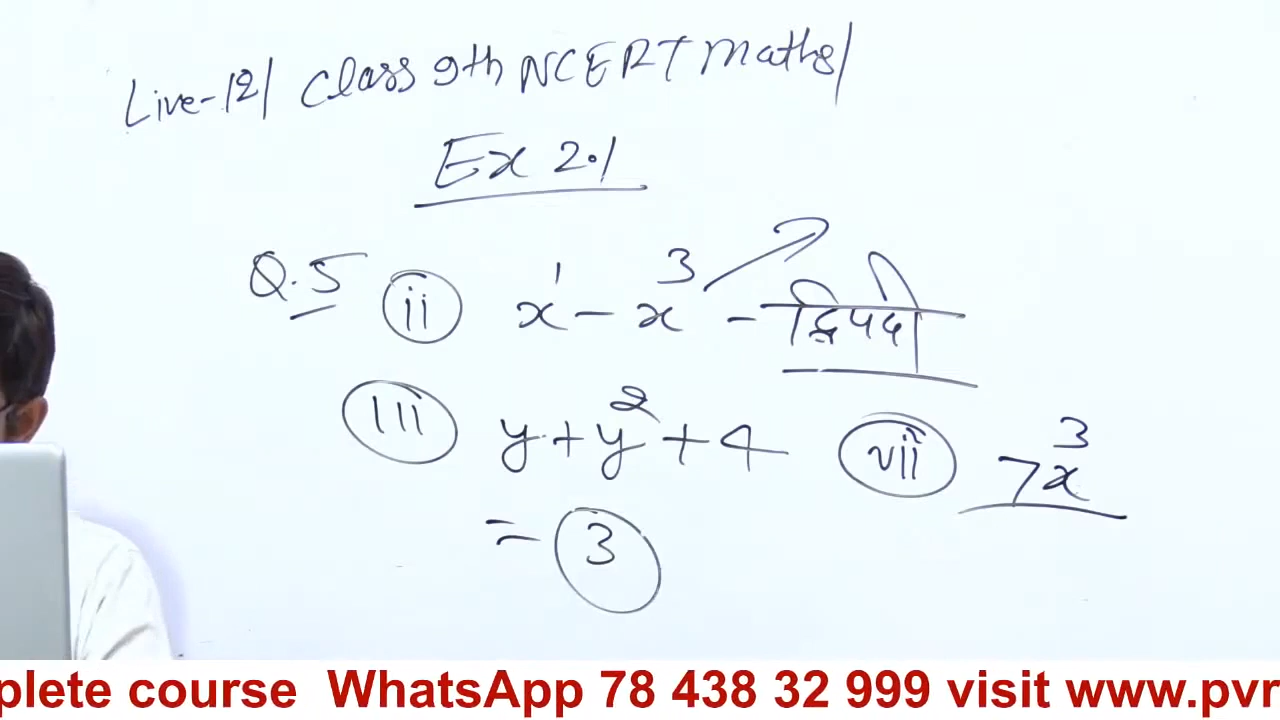 Live-12/ Class 9th NCERT Maths/
Ex 2.1
Q.5 (ii) x¹ - x³ - द्विपदी
(iii) y + y² + 4 (vii) 7x³
= 3
plete course WhatsApp 78 438 32 999 visit www.pvr